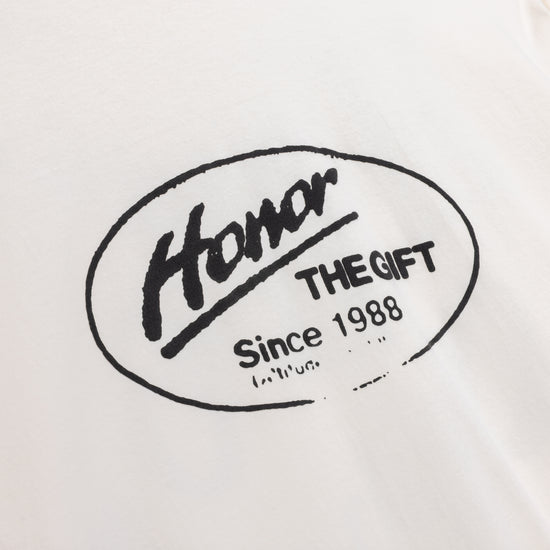 Honor
THE GIFT
Since 1988